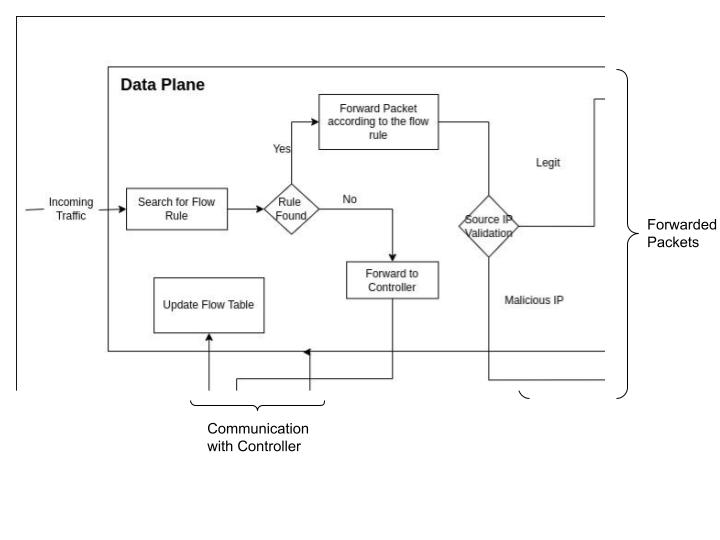 Data Plane
Forward Packet
according to the flow
rule
Yes
Legit
Incoming
Traffic
Search for Flow
Rule
Rule
Found
No
Source IP
Validation
Forwarded
Packets
Forward to
Controller
Update Flow Table
Malicious IP
Communication
with Controller